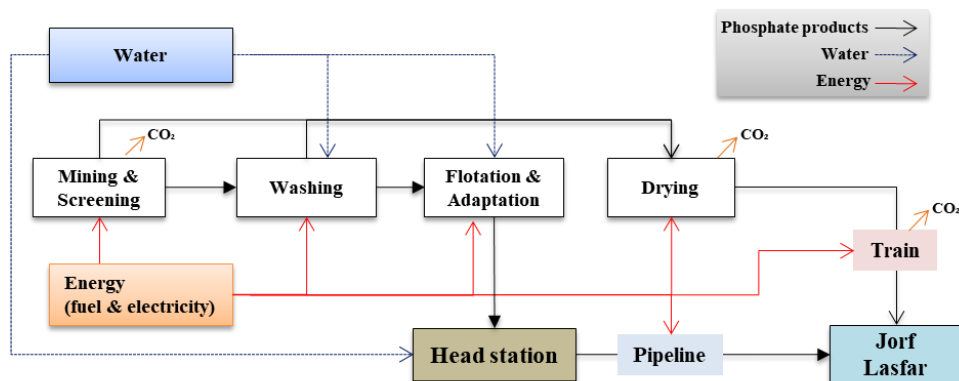 Phosphate products
Water
Energy
Water
CO₂
CO₂
Mining &
Screening
Washing
Flotation &
Adaptation
Drying
CO₂
Train
Energy
(fuel & electricity)
Head station
Pipeline
Jorf
Lasfar